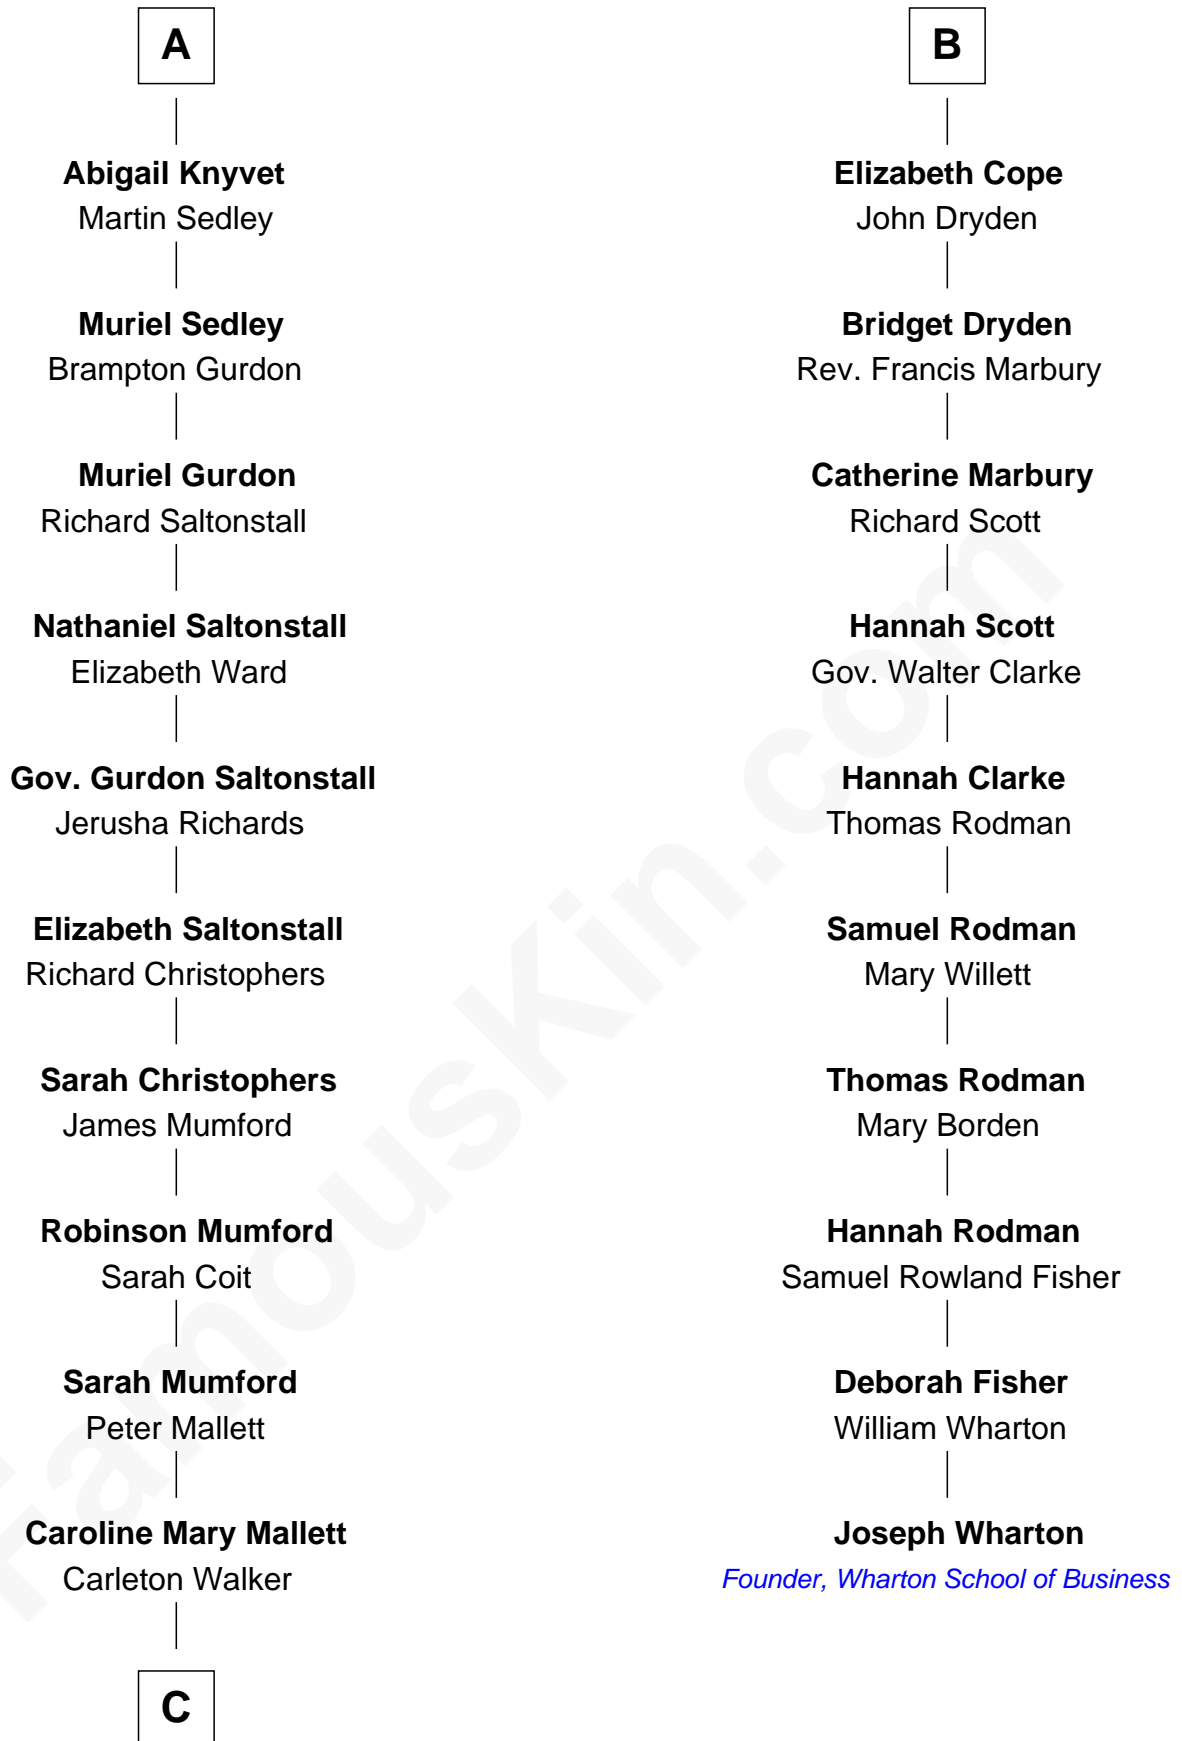 A
Abigail Knyvet
Martin Sedley
Muriel Sedley
Brampton Gurdon
Muriel Gurdon
Richard Saltonstall
Nathaniel Saltonstall
Elizabeth Ward
Gov. Gurdon Saltonstall
Jerusha Richards
Elizabeth Saltonstall
Richard Christophers
Sarah Christophers
James Mumford
Robinson Mumford
Sarah Coit
Sarah Mumford
Peter Mallett
Caroline Mary Mallett
Carleton Walker
C
B
Elizabeth Cope
John Dryden
Bridget Dryden
Rev. Francis Marbury
Catherine Marbury
Richard Scott
Hannah Scott
Gov. Walter Clarke
Hannah Clarke
Thomas Rodman
Samuel Rodman
Mary Willett
Thomas Rodman
Mary Borden
Hannah Rodman
Samuel Rowland Fisher
Deborah Fisher
William Wharton
Joseph Wharton
Founder, Wharton School of Business
FamousKin.com